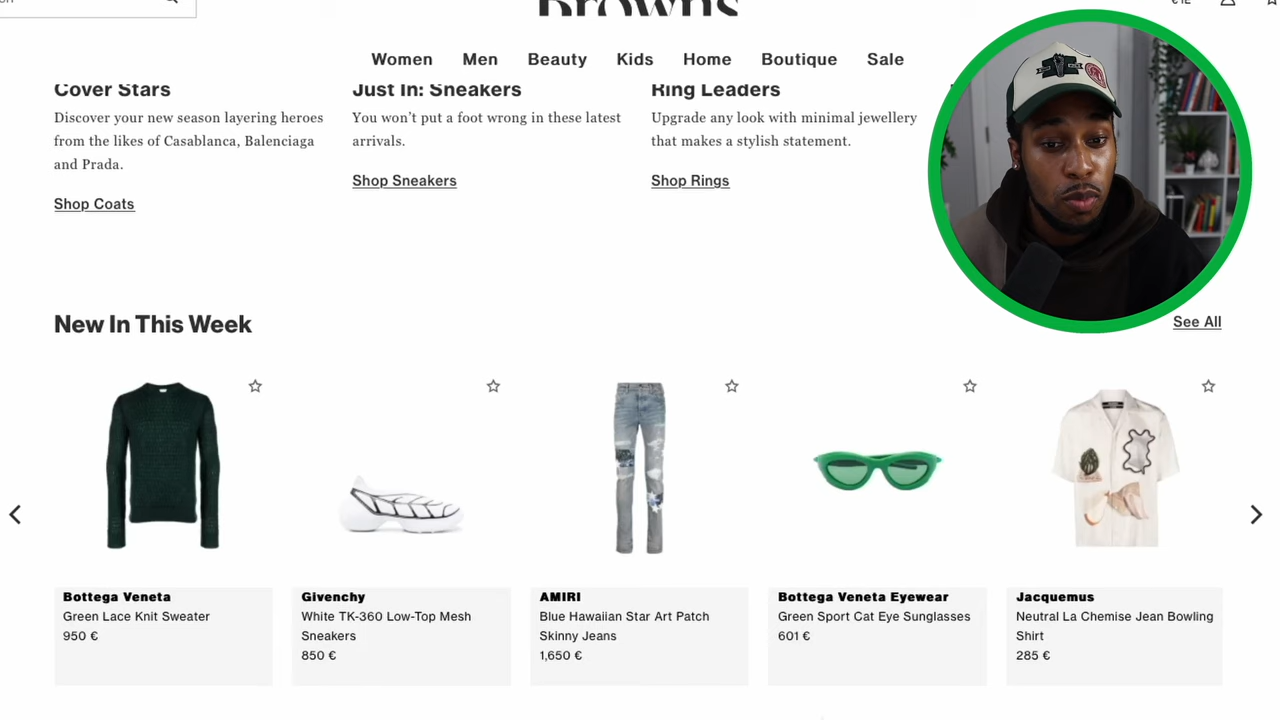 Browns
Women Men Beauty Kids Home Boutique Sale
Cover Stars
Discover your new season layering heroes
from the likes of Casablanca, Balenciaga
and Prada.
Shop Coats
Just In: Sneakers
You won't put a foot wrong in these latest
arrivals.
Shop Sneakers
Ring Leaders
Upgrade any look with minimal jewellery
that makes a stylish statement.
Shop Rings
New In This Week
See All
Bottega Veneta
Green Lace Knit Sweater
950 €
Givenchy
White TK-360 Low-Top Mesh
Sneakers
850 €
AMIRI
Blue Hawaiian Star Art Patch
Skinny Jeans
1,650 €
Bottega Veneta Eyewear
Green Sport Cat Eye Sunglasses
601 €
Jacquemus
Neutral La Chemise Jean Bowling
Shirt
285 €